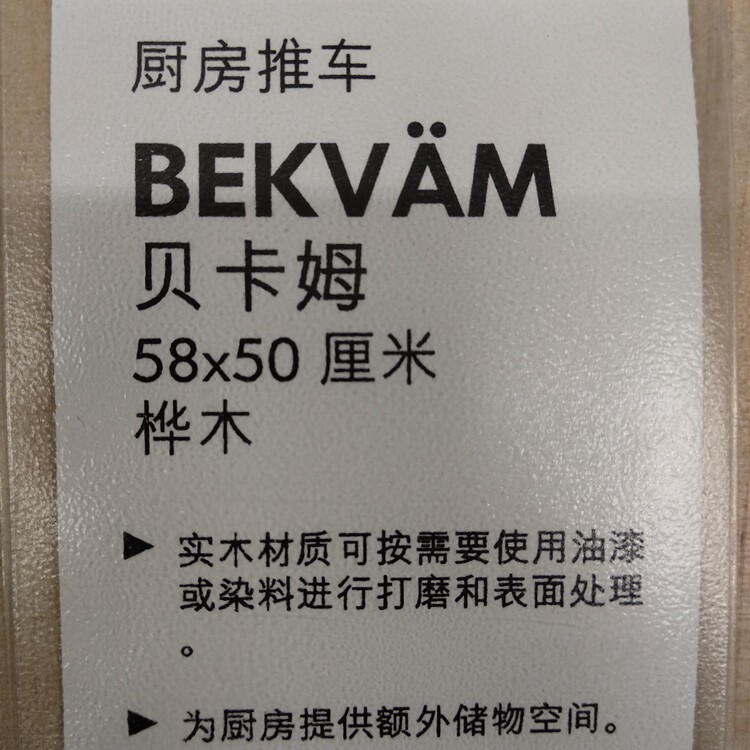 厨房推车
BEKVÄM
贝卡姆
58x50 厘米
桦木
▶ 实木材质可按需要使用油漆
或染料进行打磨和表面处理
。
▶ 为厨房提供额外储物空间。